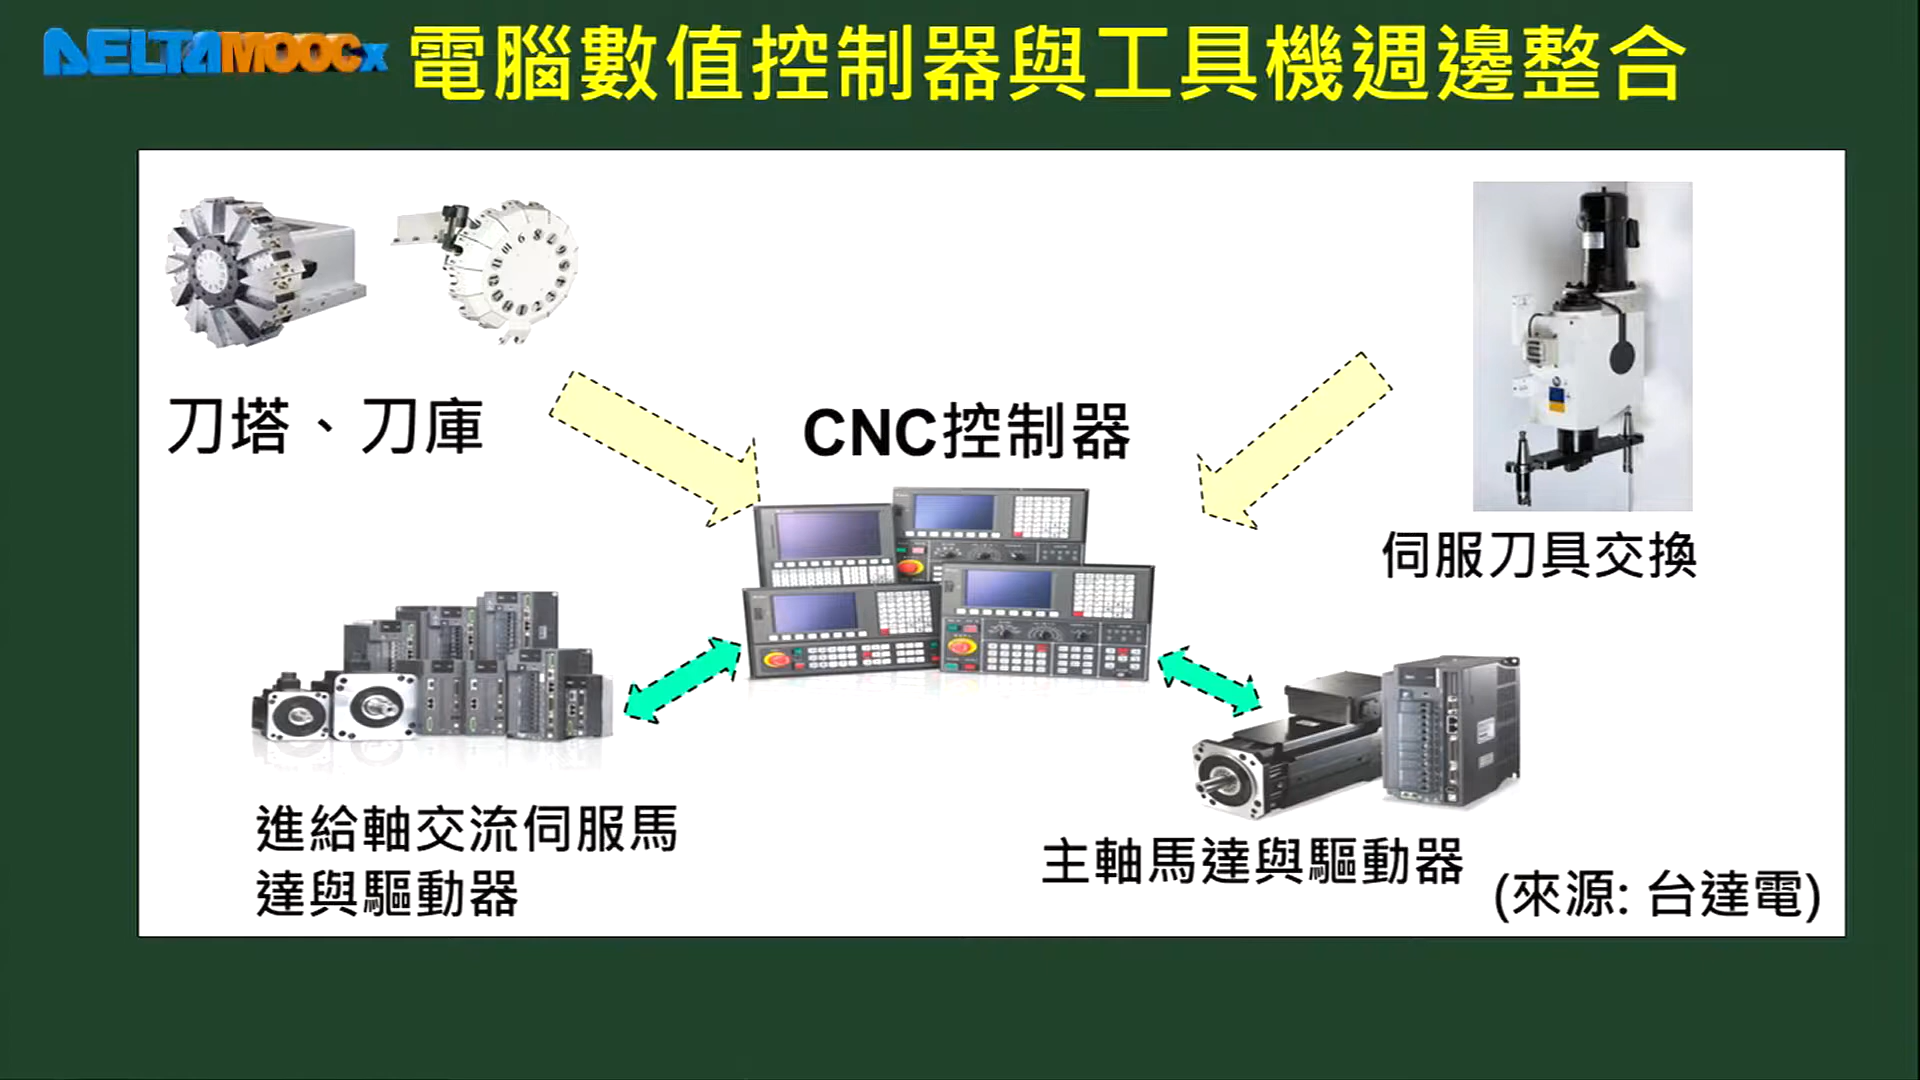 DELTAMOOCx
電腦數值控制器與工具機週邊整合
刀塔、刀庫
CNC控制器
伺服刀具交換
進給軸交流伺服馬
達與驅動器
主軸馬達與驅動器
(來源: 台達電)